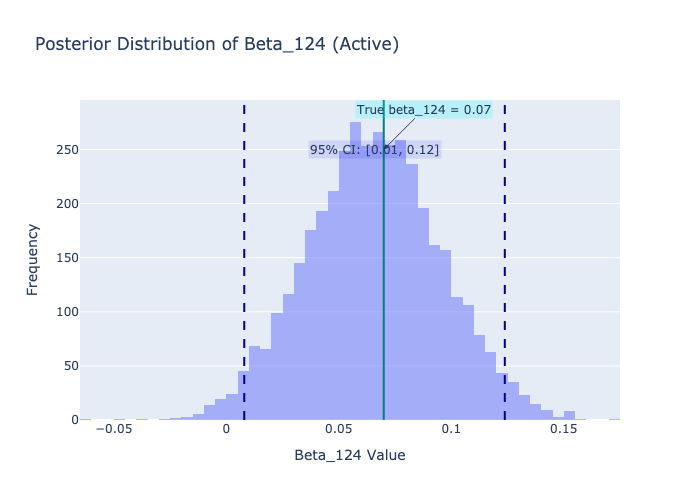 Posterior Distribution of Beta_124 (Active)
True beta_124 = 0.07
95% CI: [0.01, 0.12]
250
200
150
100
50
0
Frequency
−0.05
0
0.05
0.1
0.15
Beta_124 Value